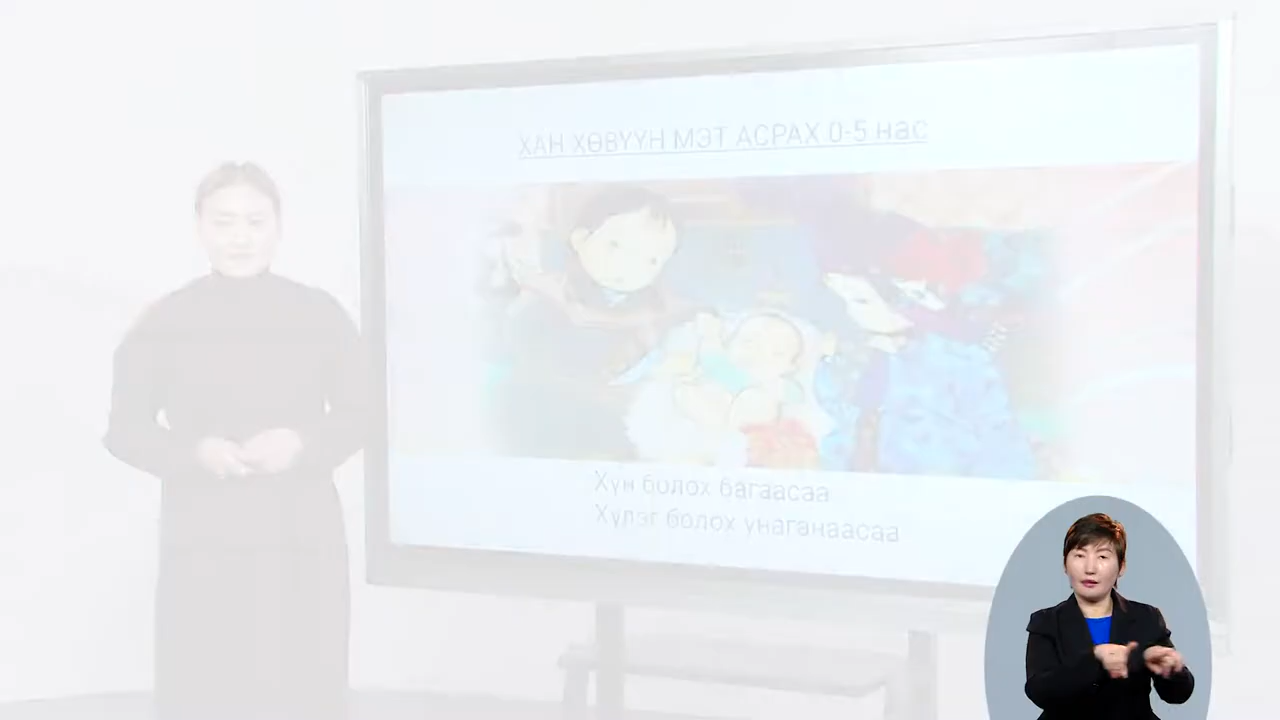 ХАН ХӨВҮҮН МЭТ АСРАХ 0-5 нас
Хүн болох багаасаа
Хүлэг болох унаганаасаа